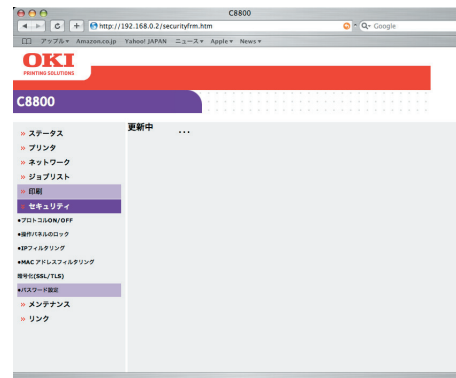 C8800
http://192.168.0.2/securityfrm.htm
Q- Google
アップル▼ Amazon.co.jp Yahoo! JAPAN ニュース▼ Apple▼ News▼
OKI
PRINTING SOLUTIONS
C8800
» ステータス
更新中 ...
» プリンタ
» ネットワーク
» ジョブリスト
» 印刷
» セキュリティ
●プロトコルON/OFF
●操作パネルのロック
●IPフィルタリング
●MAC アドレスフィルタリング
暗号化(SSL/TLS)
●パスワード設定
» メンテナンス
» リンク